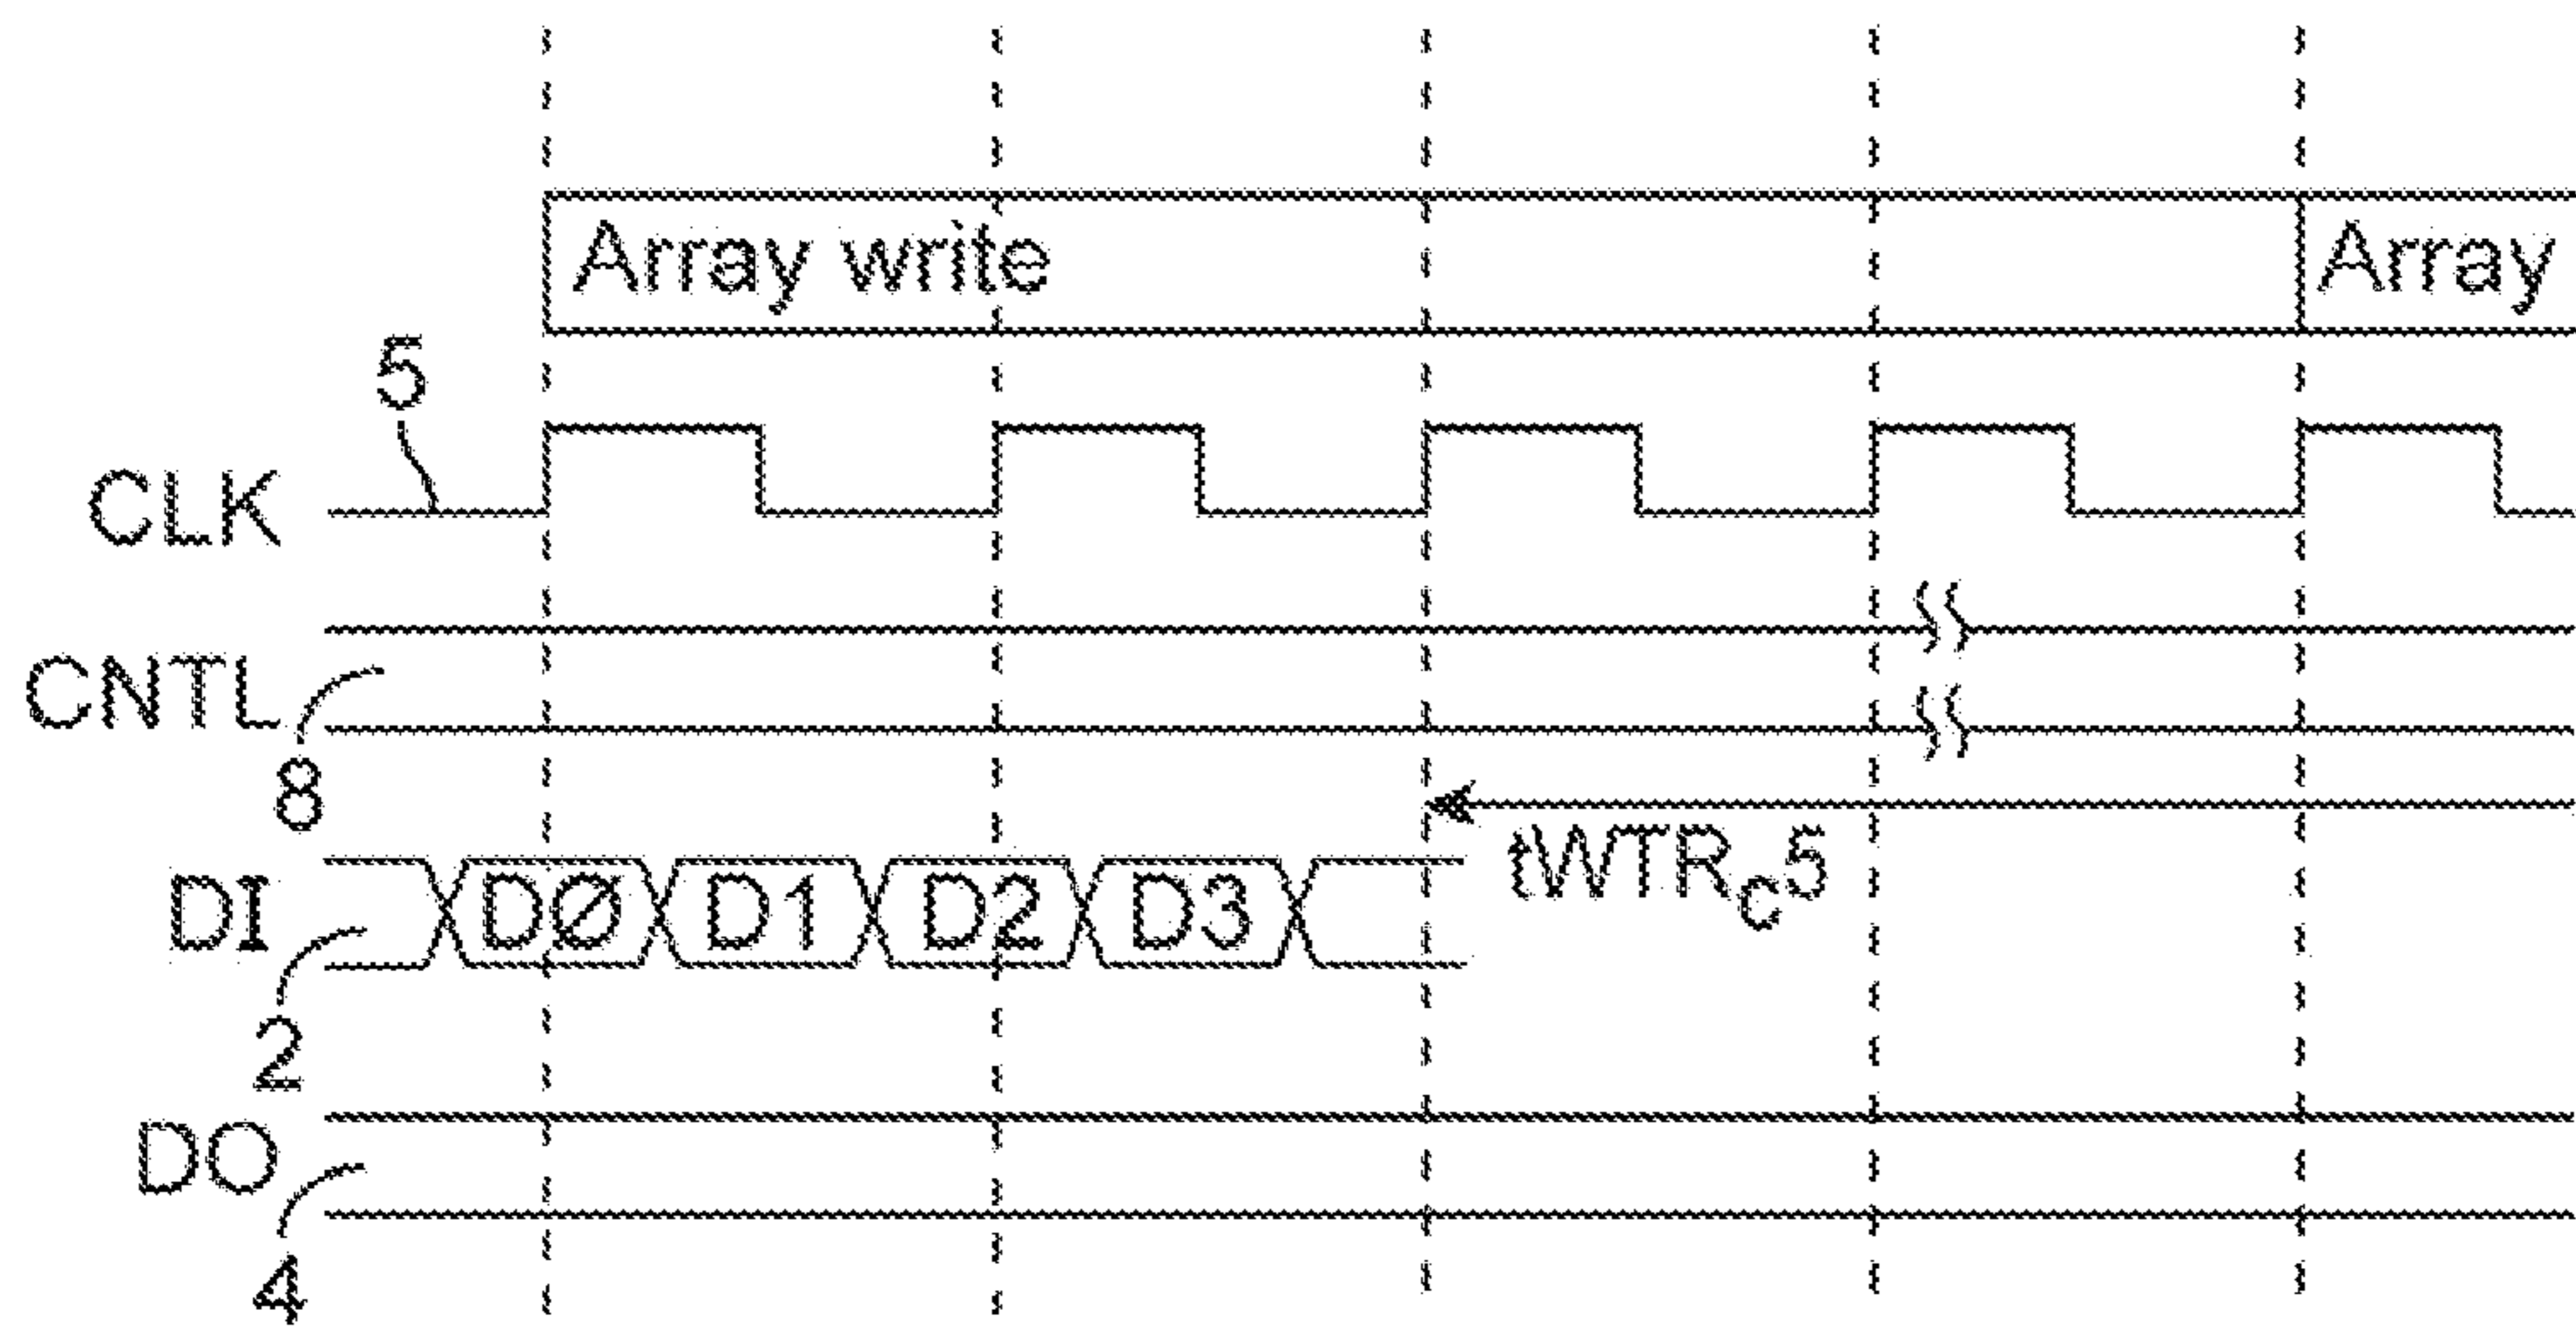 Array write Array
5
CLK
CNTL
8
tWTRC5
DI DØ D1 D2 D3
2
DO
4